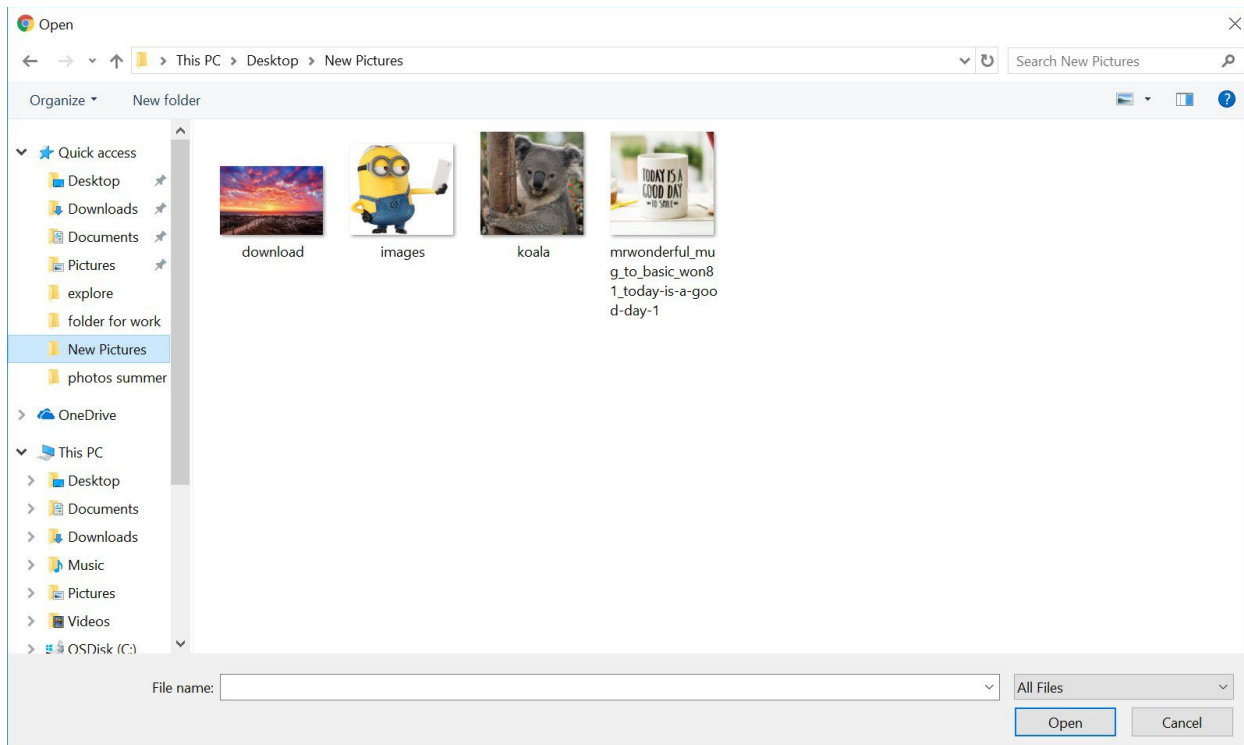 Open
This PC > Desktop > New Pictures
Search New Pictures
Organize
New folder
Quick access
Desktop
Downloads
Documents
Pictures
explore
folder for work
New Pictures
photos summer
OneDrive
This PC
Desktop
Documents
Downloads
Music
Pictures
Videos
OSDisk (C:)
TODAY IS A
GOOD DAY
-TO SMILE-
download
images
koala
mrwonderful_mu
g_to_basic_won8
1_today-is-a-goo
d-day-1
File name:
All Files
Open
Cancel